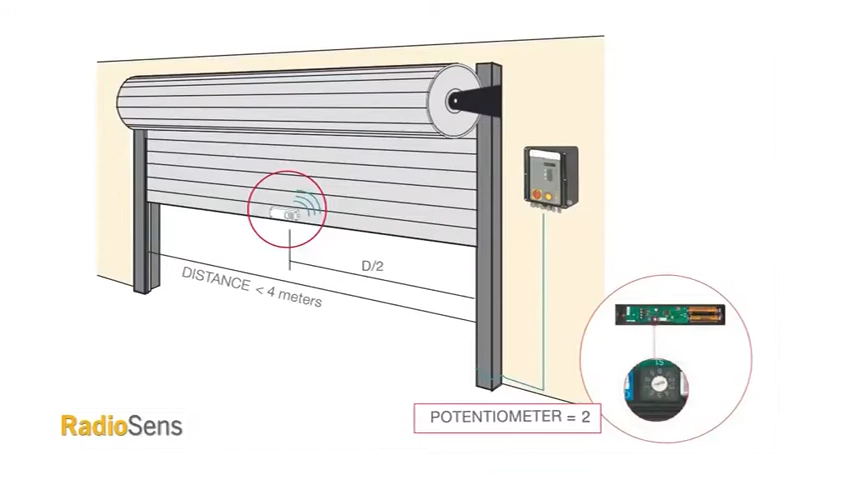 D/2
DISTANCE < 4 meters
POTENTIOMETER = 2
RadioSens